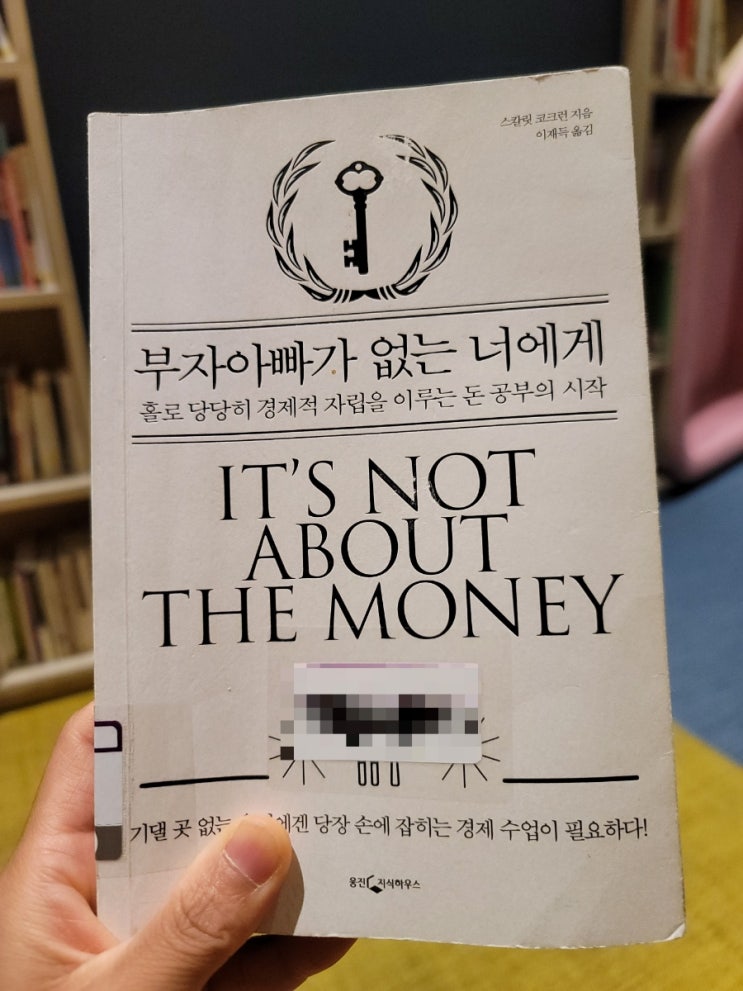 스칼릿 코크런 지음
이재득 옮김
부자아빠가 없는 너에게
홀로 당당히 경제적 자립을 이루는 돈 공부의 시작
IT'S NOT
ABOUT
THE MONEY
기댈 곳 없는 당장 손에 잡히는 경제 수업이 필요하다!
웅진 지식하우스